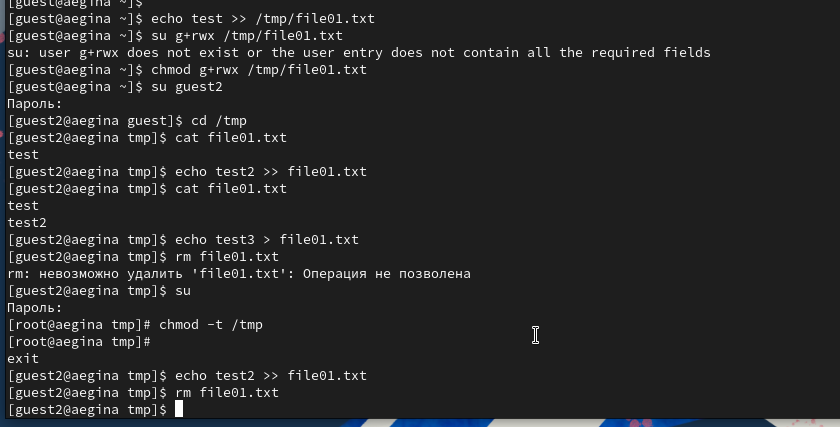 [guest@aegina ~]$
[guest@aegina ~]$ echo test >> /tmp/file01.txt
[guest@aegina ~]$ su g+rwx /tmp/file01.txt
su: user g+rwx does not exist or the user entry does not contain all the required fields
[guest@aegina ~]$ chmod g+rwx /tmp/file01.txt
[guest@aegina ~]$ su guest2
Пароль:
[guest2@aegina guest]$ cd /tmp
[guest2@aegina tmp]$ cat file01.txt
test
[guest2@aegina tmp]$ echo test2 >> file01.txt
[guest2@aegina tmp]$ cat file01.txt
test
test2
[guest2@aegina tmp]$ echo test3 > file01.txt
[guest2@aegina tmp]$ rm file01.txt
rm: невозможно удалить 'file01.txt': Операция не позволена
[guest2@aegina tmp]$ su
Пароль:
[root@aegina tmp]# chmod -t /tmp
[root@aegina tmp]#
exit
[guest2@aegina tmp]$ echo test2 >> file01.txt
[guest2@aegina tmp]$ rm file01.txt
[guest2@aegina tmp]$